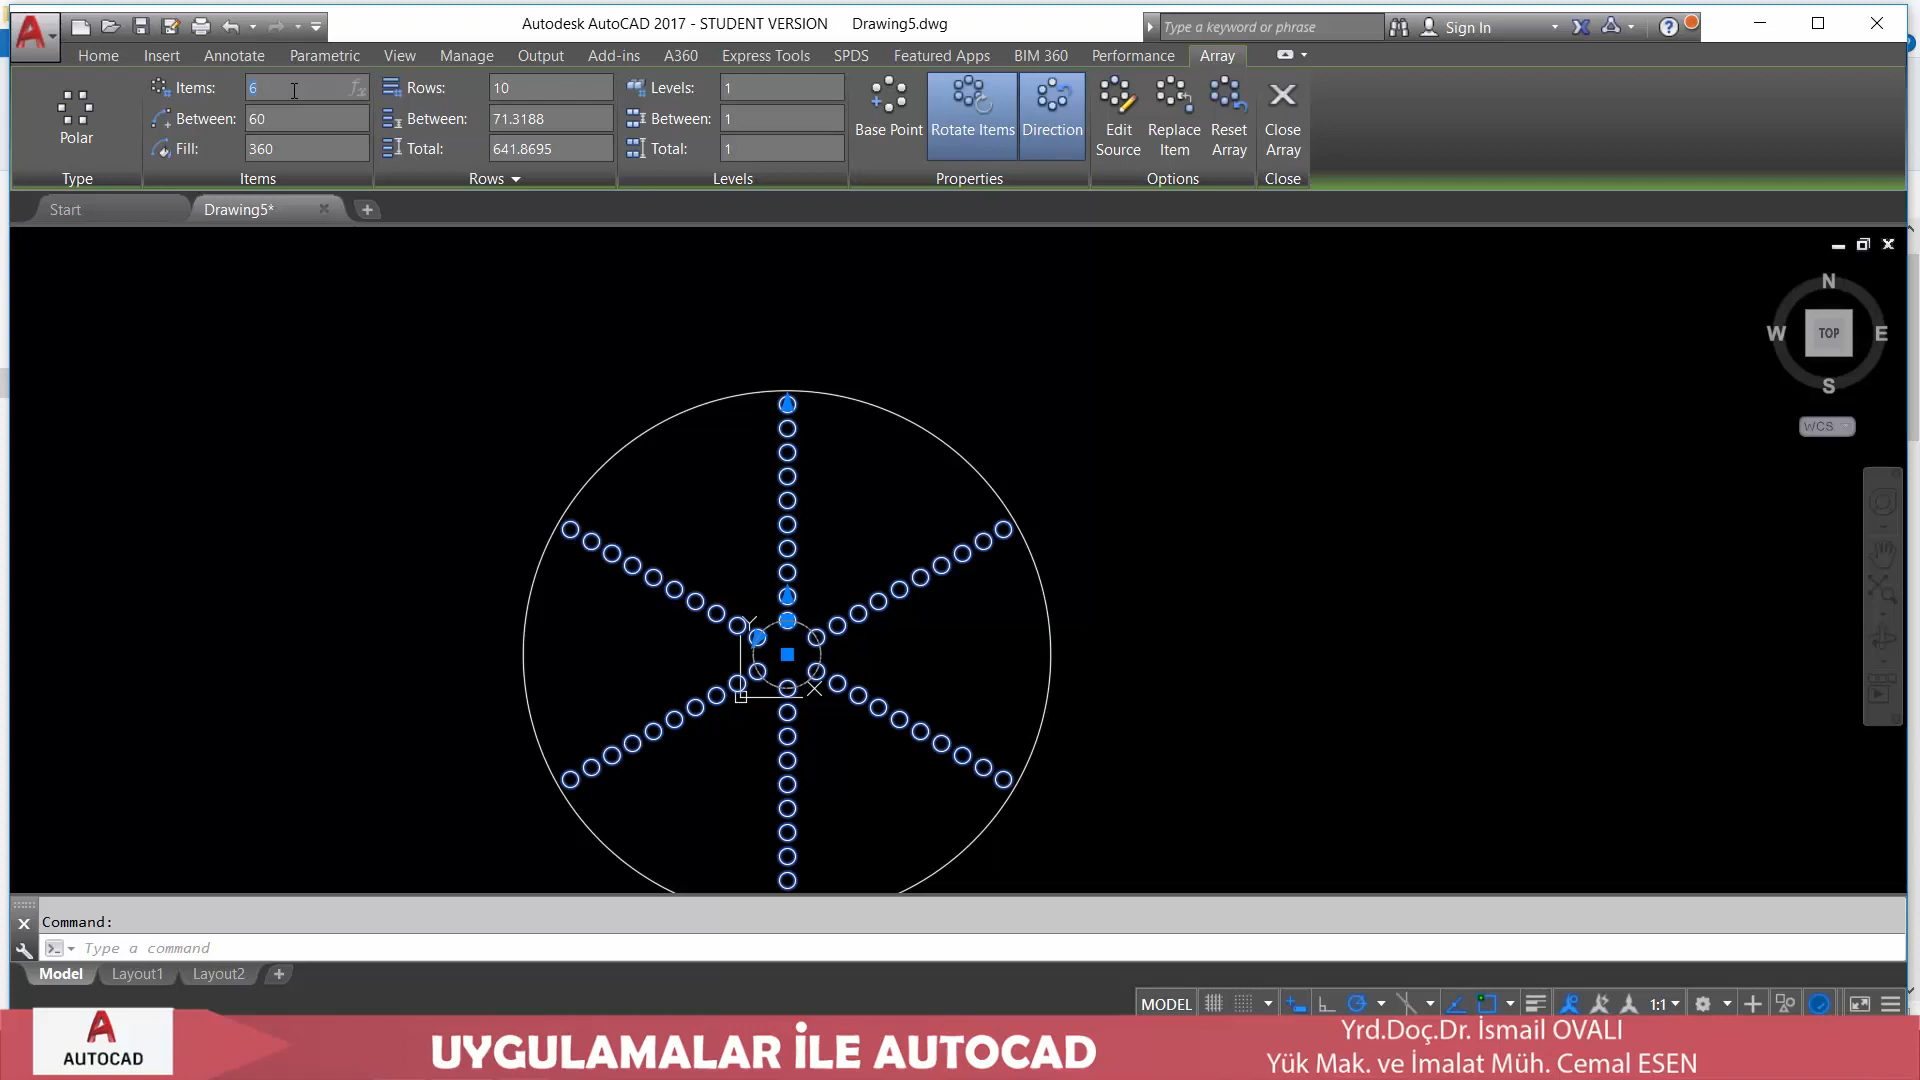 Autodesk AutoCAD 2017 - STUDENT VERSION Drawing5.dwg
Type a keyword or phrase
Sign In
Home Insert Annotate Parametric View Manage Output Add-ins A360 Express Tools SPDS Featured Apps BIM 360 Performance Array
Items: 6 Rows: 10 Levels: 1
Between: 60 Between: 71.3188 Between: 1
Fill: 360 Total: 641.8695 Total: 1
Polar
Base Point Rotate Items Direction
Edit Source
Replace Item
Reset Array
Close Array
Type Items Rows Levels Properties Options Close
Start Drawing5*
N
W TOP E
S
WCS
Y
X
Command:
Type a command
Model Layout1 Layout2
MODEL 1:1
A
AUTOCAD
UYGULAMALAR İLE AUTOCAD
Yrd.Doç.Dr. İsmail OVALI
Yük Mak. ve İmalat Müh. Cemal ESEN